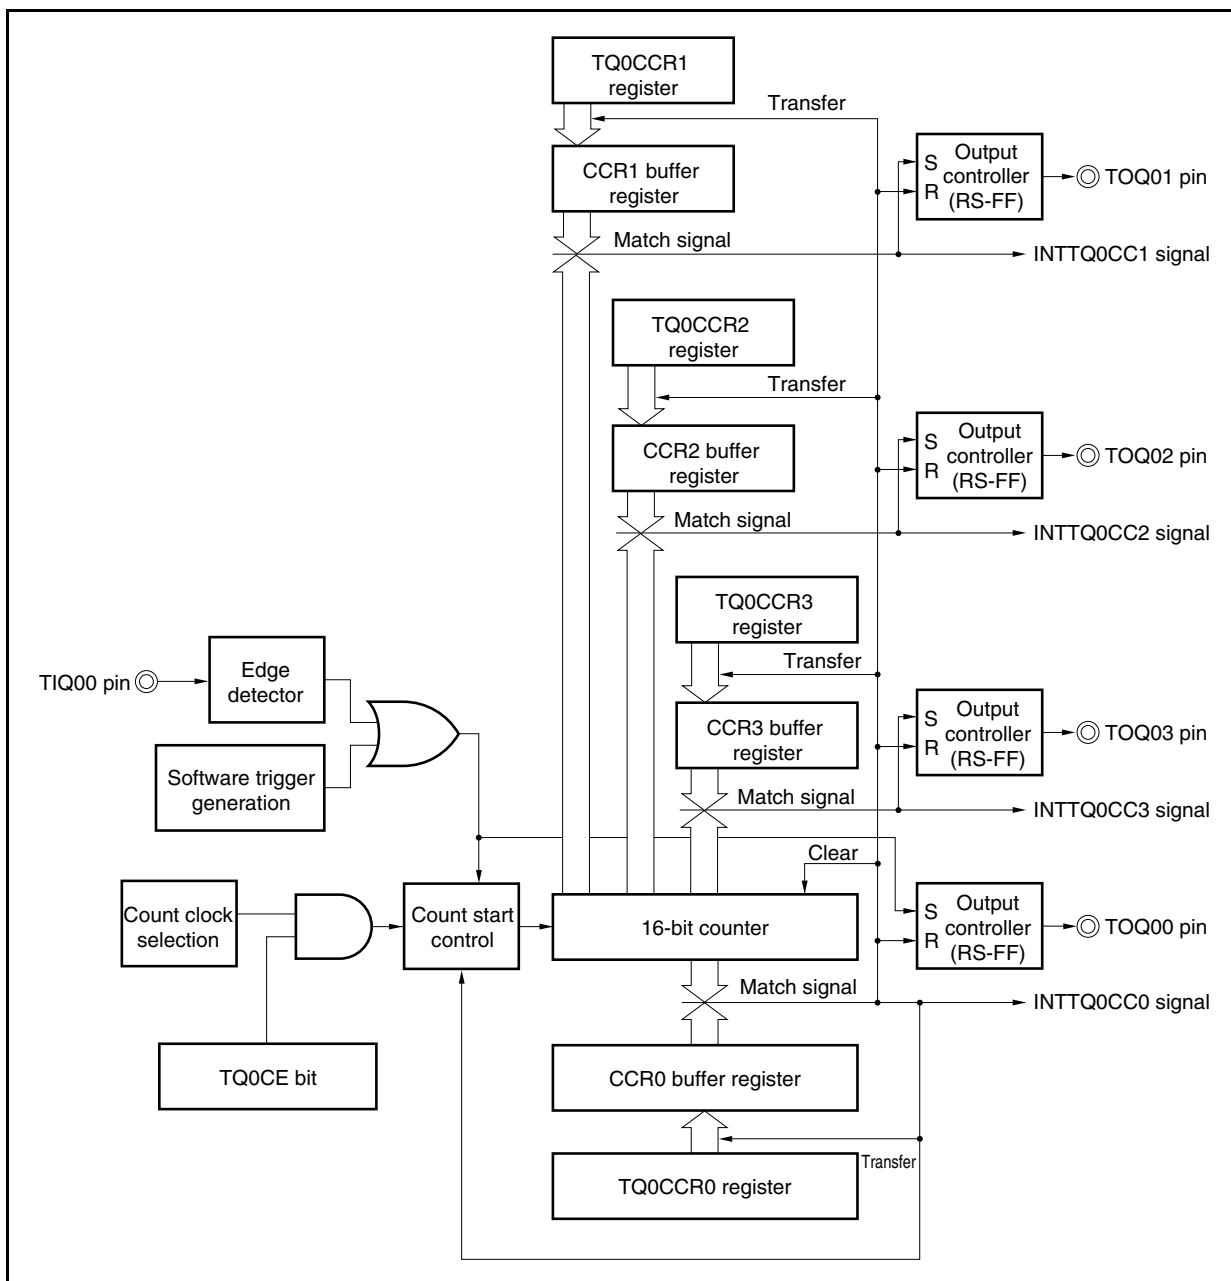 TQ0CCR1
register
Transfer
CCR1 buffer
register
S
R
Output
controller
(RS-FF)
TOQ01 pin
Match signal
INTTQ0CC1 signal
TQ0CCR2
register
Transfer
CCR2 buffer
register
S
R
Output
controller
(RS-FF)
TOQ02 pin
Match signal
INTTQ0CC2 signal
TQ0CCR3
register
Transfer
TIQ00 pin
Edge
detector
CCR3 buffer
register
S
R
Output
controller
(RS-FF)
TOQ03 pin
Software trigger
generation
Match signal
INTTQ0CC3 signal
Clear
Count clock
selection
Count start
control
16-bit counter
S
R
Output
controller
(RS-FF)
TOQ00 pin
Match signal
INTTQ0CC0 signal
TQ0CE bit
CCR0 buffer register
Transfer
TQ0CCR0 register